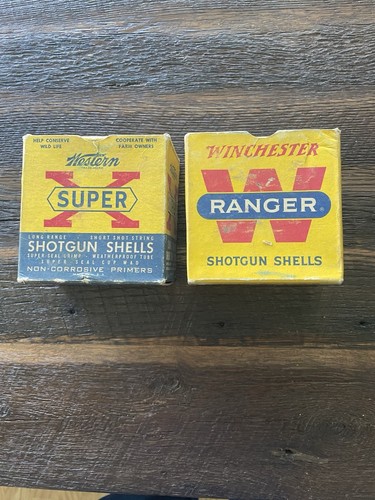 HELP CONSERVE
WILD LIFE
COOPERATE WITH
FARM OWNERS
Western
X
SUPER
LONG RANGE SHORT SHOT STRING
SHOTGUN SHELLS
SUPER SEAL CRIMP - WEATHERPROOF TUBE
SUPER SEAL CUP WAD
NON-CORROSIVE PRIMERS
WINCHESTER
W
RANGER®
SHOTGUN SHELLS